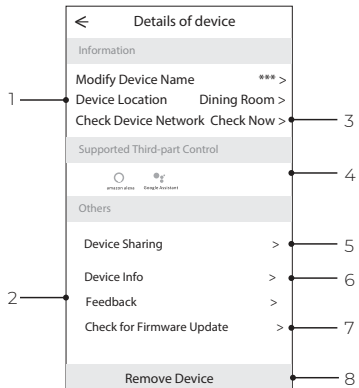 Details of device
Information
Modify Device Name *** >
1
Device Location Dining Room >
Check Device Network Check Now >
3
Supported Third-part Control
4
amazon alexa Google Assistant
Others
Device Sharing >
5
Device Info >
6
2
Feedback >
Check for Firmware Update >
7
Remove Device
8